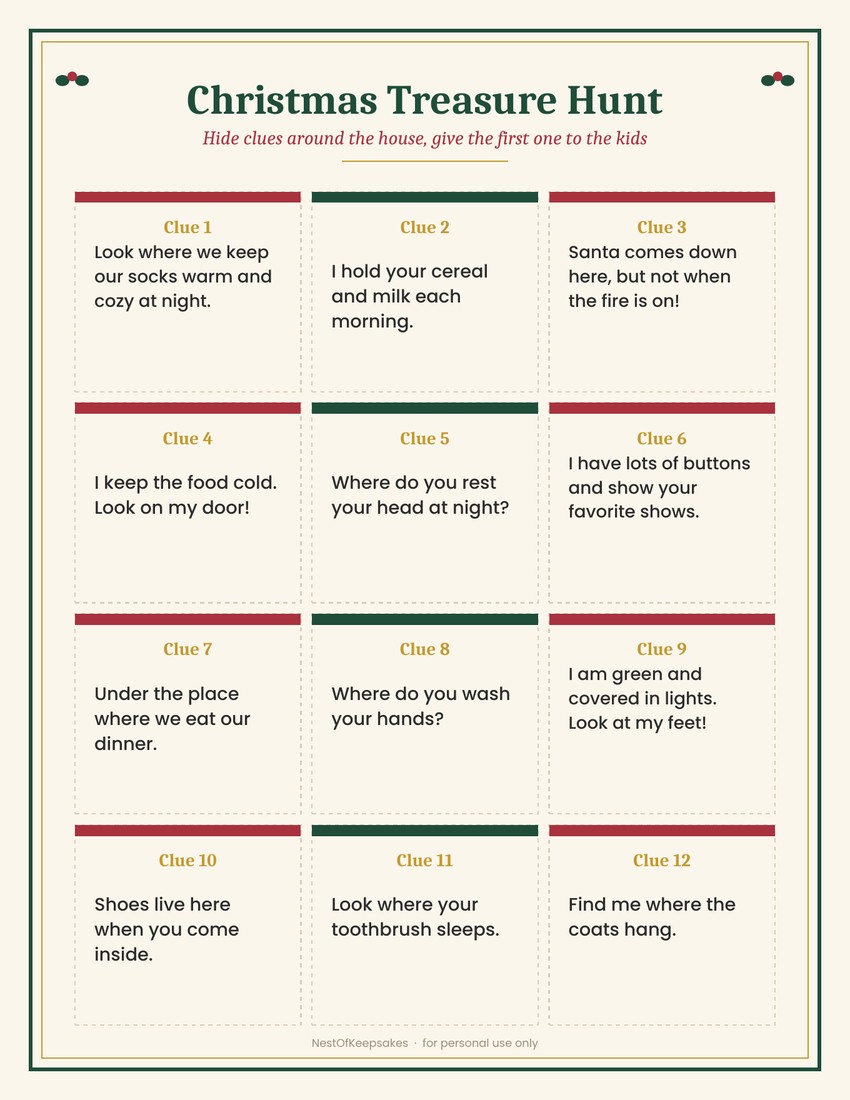 Christmas Treasure Hunt
Hide clues around the house, give the first one to the kids
Clue 1
Look where we keep
our socks warm and
cozy at night.
Clue 2
I hold your cereal
and milk each
morning.
Clue 3
Santa comes down
here, but not when
the fire is on!
Clue 4
I keep the food cold.
Look on my door!
Clue 5
Where do you rest
your head at night?
Clue 6
I have lots of buttons
and show your
favorite shows.
Clue 7
Under the place
where we eat our
dinner.
Clue 8
Where do you wash
your hands?
Clue 9
I am green and
covered in lights.
Look at my feet!
Clue 10
Shoes live here
when you come
inside.
Clue 11
Look where your
toothbrush sleeps.
Clue 12
Find me where the
coats hang.
NestOfKeepsakes · for personal use only